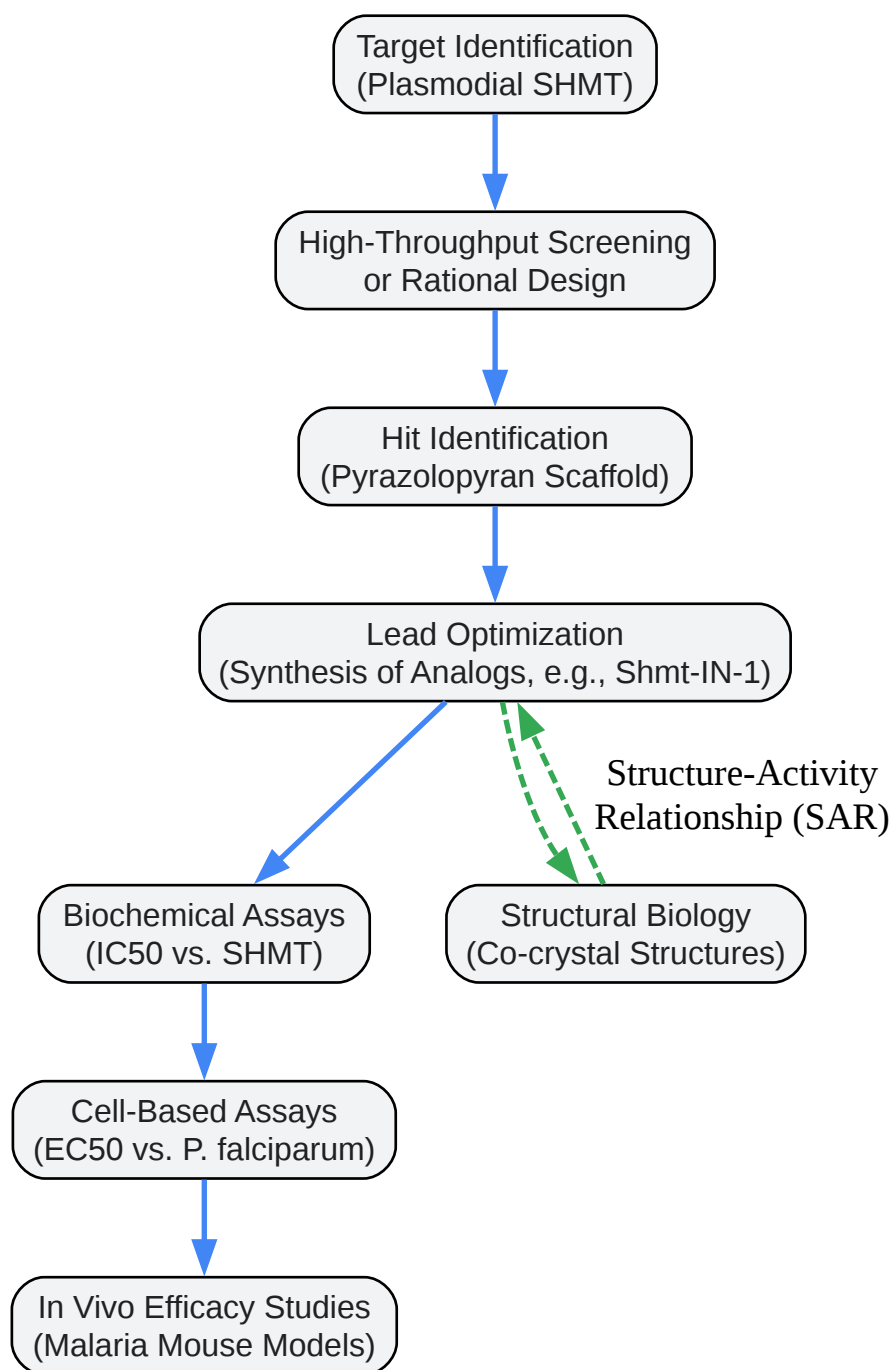 Target Identification
(Plasmodial SHMT)
High-Throughput Screening
or Rational Design
Hit Identification
(Pyrazolopyran Scaffold)
Lead Optimization
(Synthesis of Analogs, e.g., Shmt-IN-1)
Structure-Activity
Relationship (SAR)
Biochemical Assays
(IC50 vs. SHMT)
Structural Biology
(Co-crystal Structures)
Cell-Based Assays
(EC50 vs. P. falciparum)
In Vivo Efficacy Studies
(Malaria Mouse Models)